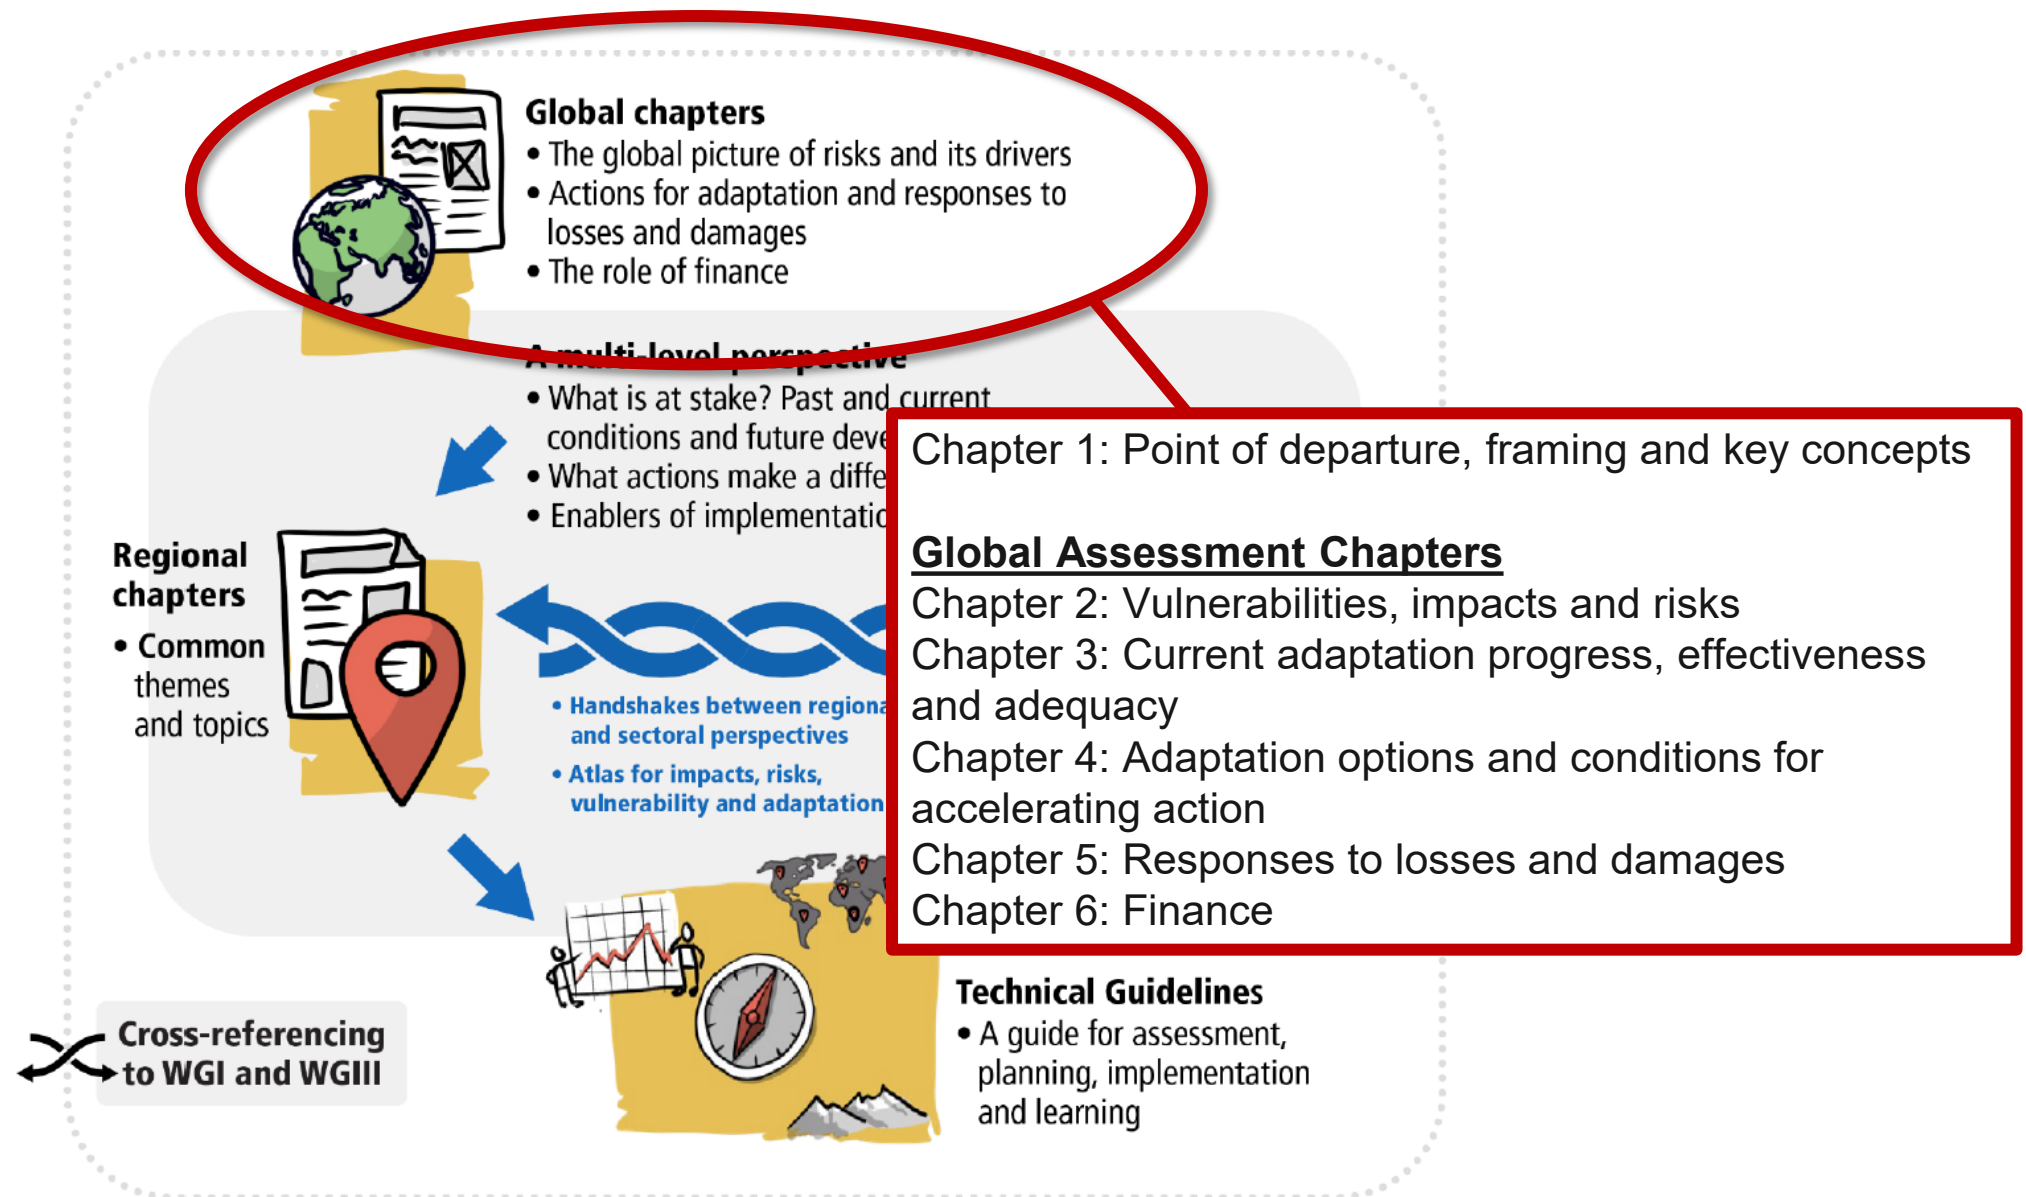 Global chapters
• The global picture of risks and its drivers
• Actions for adaptation and responses to
losses and damages
• The role of finance
A multi-level perspective
• What is at stake? Past and current
conditions and future deve
• What actions make a diffe
• Enablers of implementatio
Regional
chapters
• Common
themes
and topics
• Handshakes between regiona
and sectoral perspectives
• Atlas for impacts, risks,
vulnerability and adaptation
Chapter 1: Point of departure, framing and key concepts
Global Assessment Chapters
Chapter 2: Vulnerabilities, impacts and risks
Chapter 3: Current adaptation progress, effectiveness
and adequacy
Chapter 4: Adaptation options and conditions for
accelerating action
Chapter 5: Responses to losses and damages
Chapter 6: Finance
Technical Guidelines
• A guide for assessment,
planning, implementation
and learning
Cross-referencing
to WGI and WGIII